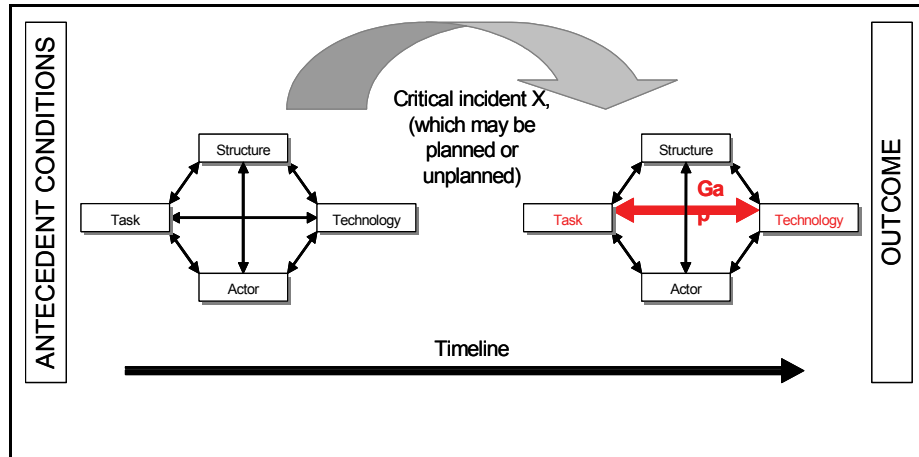 ANTECEDENT CONDITIONS
Critical incident X,
(which may be
planned or
unplanned)
Structure
Task
Technology
Actor
Structure
Ga
p
Task
Technology
Actor
OUTCOME
Timeline